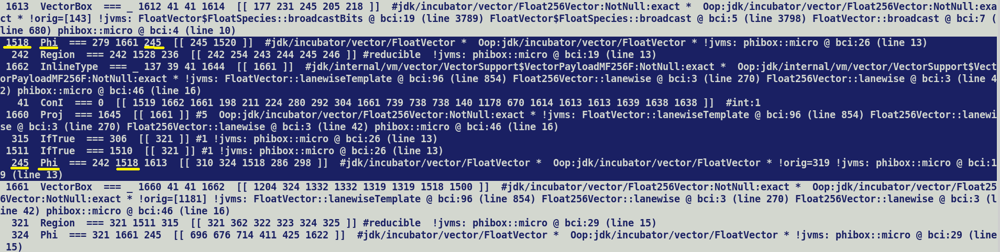 1613  VectorBox  === _ 1612 41 41 1614  [[ 177 231 245 205 218 ]]  #jdk/incubator/vector/Float256Vector:NotNull:exact *  Oop:jdk/incubator/vector/Float256Vector:NotNull:exa
ct * !orig=[143] !jvms: FloatVector$FloatSpecies::broadcastBits @ bci:19 (line 3789) FloatVector$FloatSpecies::broadcast @ bci:5 (line 3798) FloatVector::broadcast @ bci:7 (
line 680) phibox::micro @ bci:4 (line 10)
1518  Phi  === 279 1661 245  [[ 245 1520 ]]  #jdk/incubator/vector/FloatVector *  Oop:jdk/incubator/vector/FloatVector * !jvms: phibox::micro @ bci:26 (line 13)
242  Region  === 242 1528 236  [[ 242 254 243 244 245 246 ]] #reducible  !jvms: phibox::micro @ bci:19 (line 13)
1662  InlineType  === _ 137 39 41 1644  [[ 1661 ]]  #jdk/internal/vm/vector/VectorSupport$VectorPayloadMF256F:NotNull:exact *  Oop:jdk/internal/vm/vector/VectorSupport$Vect
orPayloadMF256F:NotNull:exact * !jvms: FloatVector::lanewiseTemplate @ bci:96 (line 854) Float256Vector::lanewise @ bci:3 (line 270) Float256Vector::lanewise @ bci:3 (line 4
2) phibox::micro @ bci:46 (line 16)
41  ConI  === 0  [[ 1519 1662 1661 198 211 224 280 292 304 1661 739 738 738 140 1178 670 1614 1613 1613 1639 1638 1638 ]]  #int:1
1660  Proj  === 1645  [[ 1661 ]] #5  Oop:jdk/incubator/vector/Float256Vector:NotNull:exact * !jvms: FloatVector::lanewiseTemplate @ bci:96 (line 854) Float256Vector::lanewi
se @ bci:3 (line 270) Float256Vector::lanewise @ bci:3 (line 42) phibox::micro @ bci:46 (line 16)
315  IfTrue  === 306  [[ 321 ]] #1 !jvms: phibox::micro @ bci:26 (line 13)
1511  IfTrue  === 1510  [[ 321 ]] #1 !jvms: phibox::micro @ bci:26 (line 13)
245  Phi  === 242 1518 1613  [[ 310 324 1518 286 298 ]]  #jdk/incubator/vector/FloatVector *  Oop:jdk/incubator/vector/FloatVector * !orig=319 !jvms: phibox::micro @ bci:1
9 (line 13)
1661  VectorBox  === _ 1660 41 41 1662  [[ 1204 324 1332 1332 1319 1319 1518 1500 ]]  #jdk/incubator/vector/Float256Vector:NotNull:exact *  Oop:jdk/incubator/vector/Float25
6Vector:NotNull:exact * !orig=[1181] !jvms: FloatVector::lanewiseTemplate @ bci:96 (line 854) Float256Vector::lanewise @ bci:3 (line 270) Float256Vector::lanewise @ bci:3 (l
ine 42) phibox::micro @ bci:46 (line 16)
321  Region  === 321 1511 315  [[ 321 362 322 323 324 325 ]] #reducible  !jvms: phibox::micro @ bci:29 (line 15)
324  Phi  === 321 1661 245  [[ 696 676 714 411 425 1622 ]]  #jdk/incubator/vector/FloatVector *  Oop:jdk/incubator/vector/FloatVector * !jvms: phibox::micro @ bci:29 (line
15)